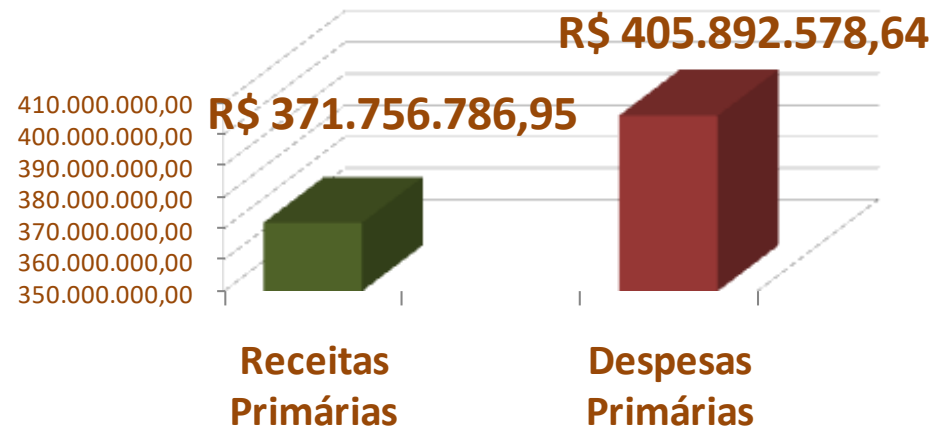 R$ 405.892.578,64
R$ 371.756.786,95
410.000.000,00
400.000.000,00
390.000.000,00
380.000.000,00
370.000.000,00
360.000.000,00
350.000.000,00
Receitas
Primárias
Despesas
Primárias